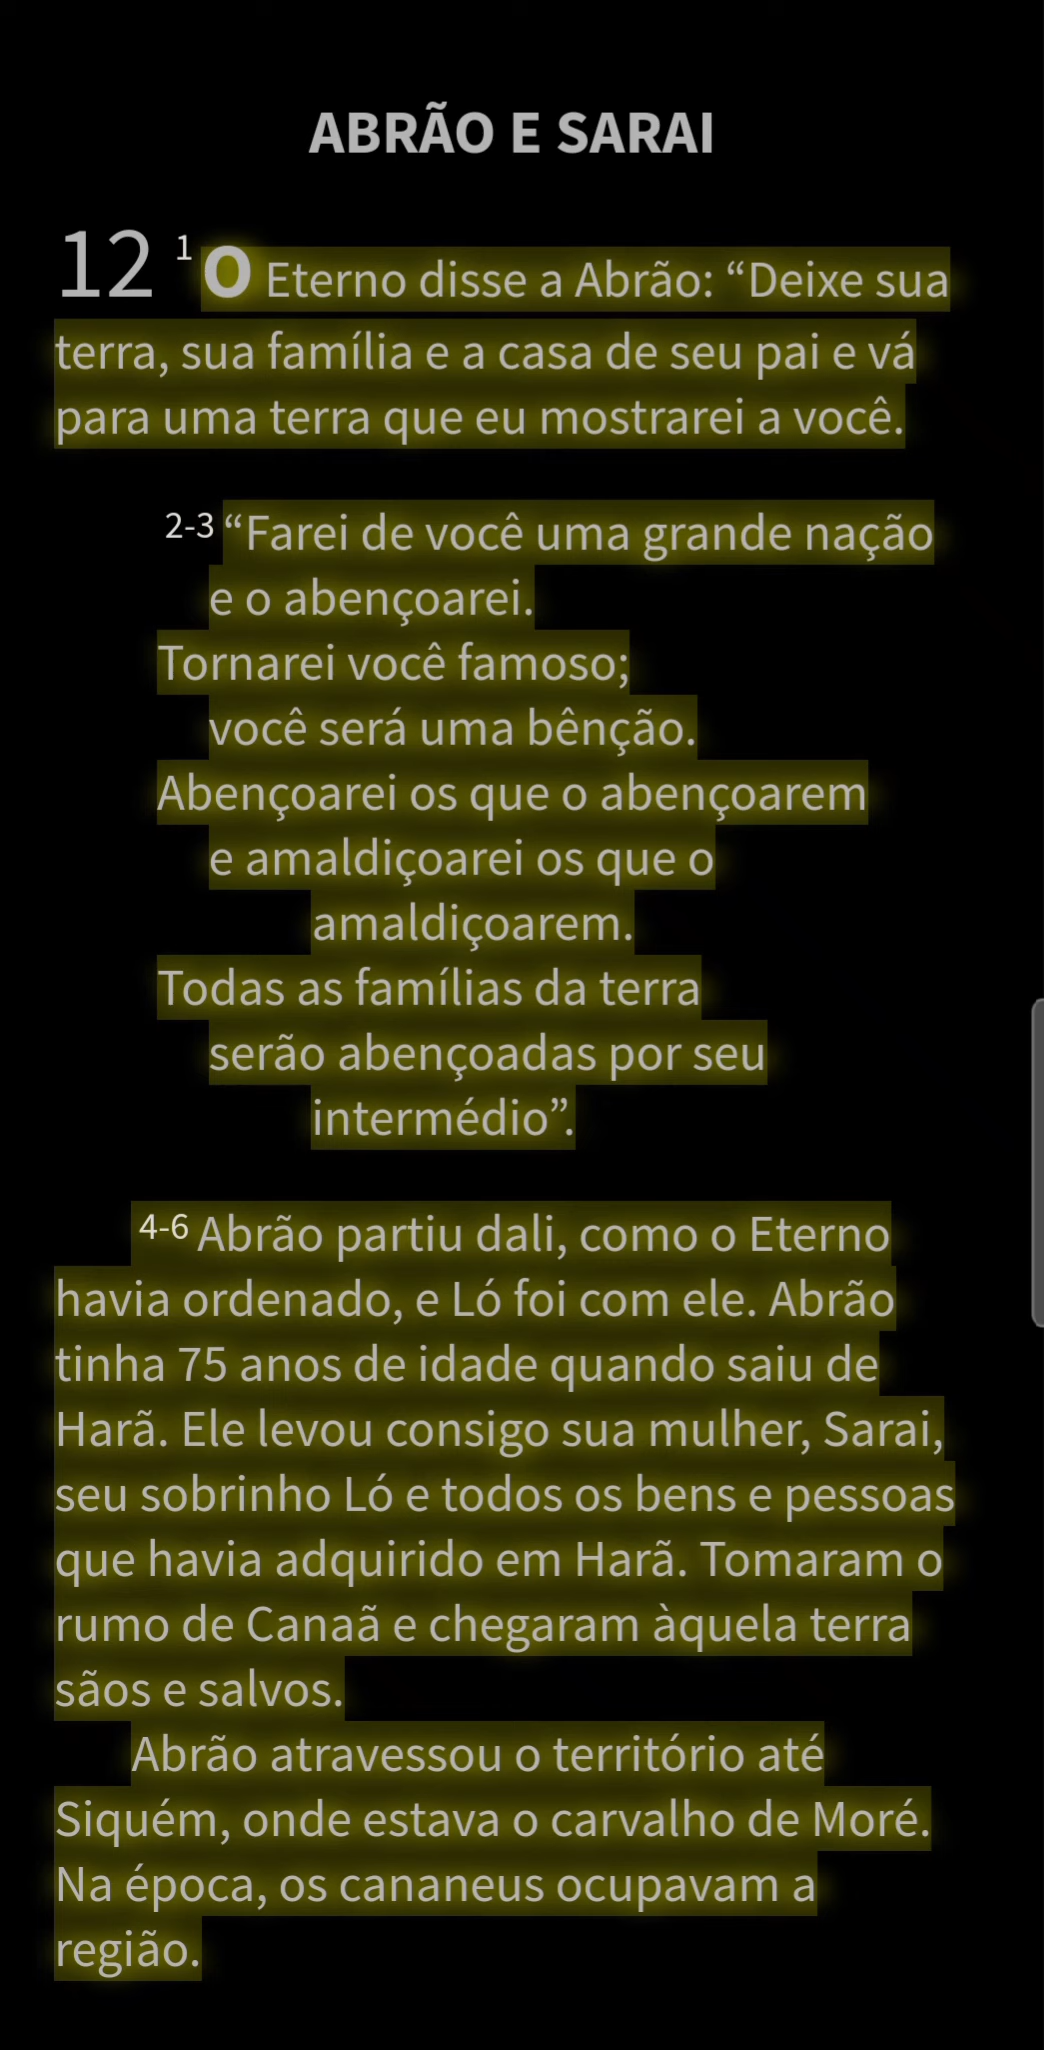 ABRÃO E SARAI
12 1 O Eterno disse a Abrão: “Deixe sua
terra, sua família e a casa de seu pai e vá
para uma terra que eu mostrarei a você.
2-3 “Farei de você uma grande nação
e o abençoarei.
Tornarei você famoso;
você será uma bênção.
Abençoarei os que o abençoarem
e amaldiçoarei os que o
amaldiçoarem.
Todas as famílias da terra
serão abençoadas por seu
intermédio”.
4-6 Abrão partiu dali, como o Eterno
havia ordenado, e Ló foi com ele. Abrão
tinha 75 anos de idade quando saiu de
Harã. Ele levou consigo sua mulher, Sarai,
seu sobrinho Ló e todos os bens e pessoas
que havia adquirido em Harã. Tomaram o
rumo de Canaã e chegaram àquela terra
sãos e salvos.
Abrão atravessou o território até
Siquém, onde estava o carvalho de Moré.
Na época, os cananeus ocupavam a
região.